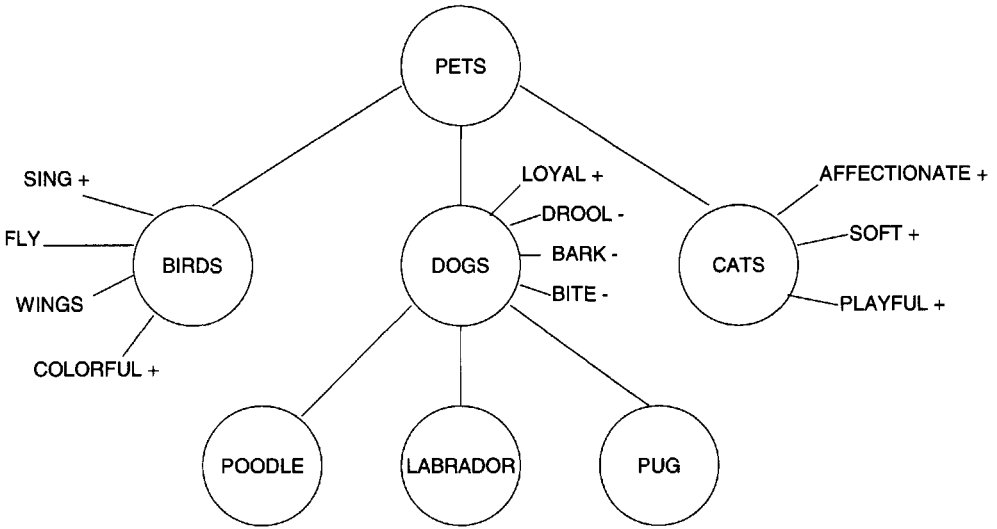 PETS
SING +
FLY
WINGS
COLORFUL +
BIRDS
LOYAL +
DROOL -
BARK -
BITE -
DOGS
AFFECTIONATE +
SOFT +
PLAYFUL +
CATS
POODLE
LABRADOR
PUG